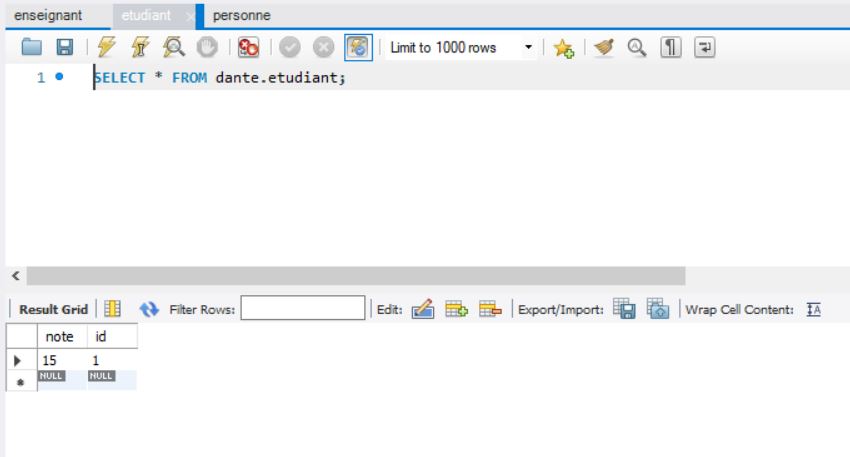 enseignant etudiant personne
Limit to 1000 rows
1 SELECT * FROM dante.etudiant;
Result Grid Filter Rows: Edit: Export/Import: Wrap Cell Content:
note id
15 1
NULL NULL